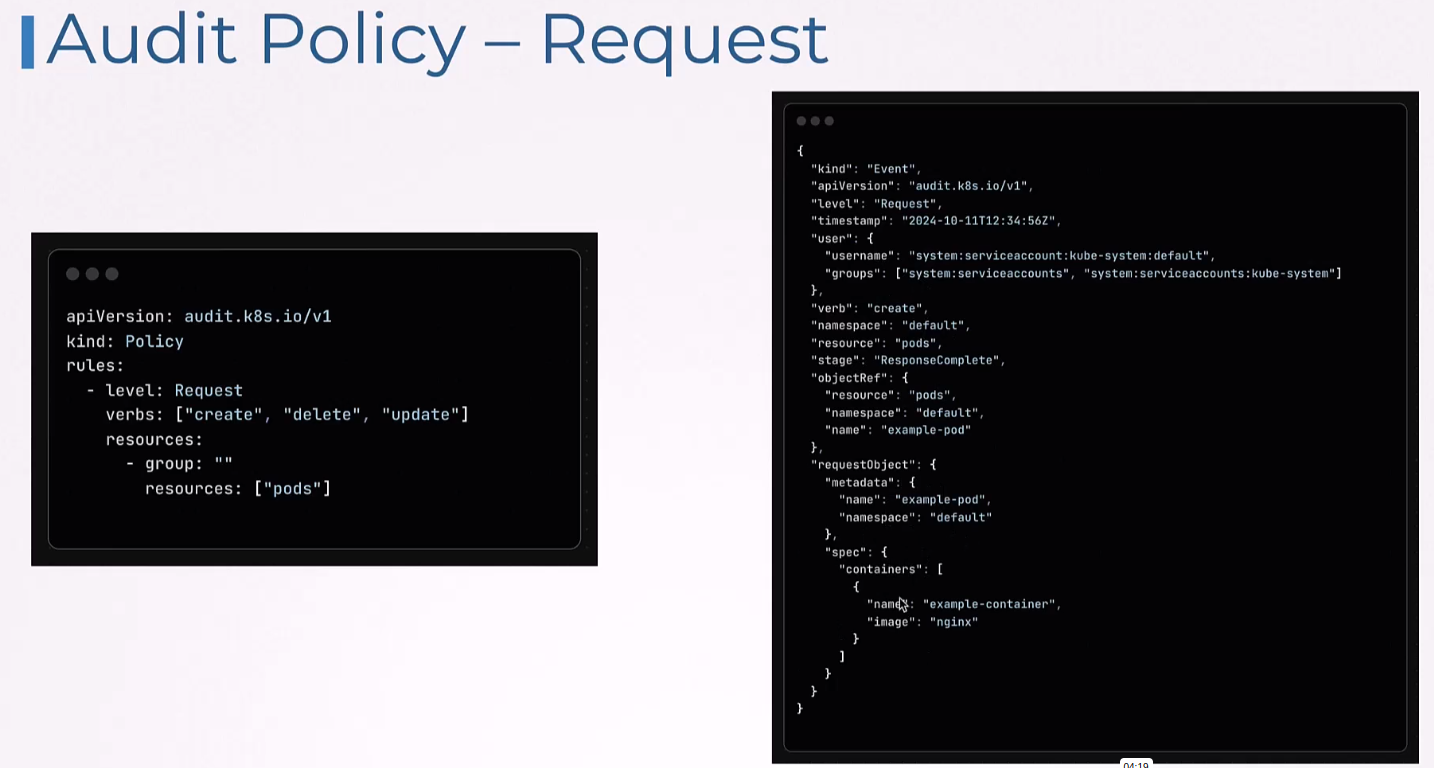 Audit Policy – Request
apiVersion: audit.k8s.io/v1
kind: Policy
rules:
  - level: Request
    verbs: ["create", "delete", "update"]
    resources:
      - group: ""
        resources: ["pods"]
{
  "kind": "Event",
  "apiVersion": "audit.k8s.io/v1",
  "level": "Request",
  "timestamp": "2024-10-11T12:34:56Z",
  "user": {
    "username": "system:serviceaccount:kube-system:default",
    "groups": ["system:serviceaccounts", "system:serviceaccounts:kube-system"]
  },
  "verb": "create",
  "namespace": "default",
  "resource": "pods",
  "stage": "ResponseComplete",
  "objectRef": {
    "resource": "pods",
    "namespace": "default",
    "name": "example-pod"
  },
  "requestObject": {
    "metadata": {
      "name": "example-pod",
      "namespace": "default"
    },
    "spec": {
      "containers": [
        {
          "name": "example-container",
          "image": "nginx"
        }
      ]
    }
  }
}
04:19